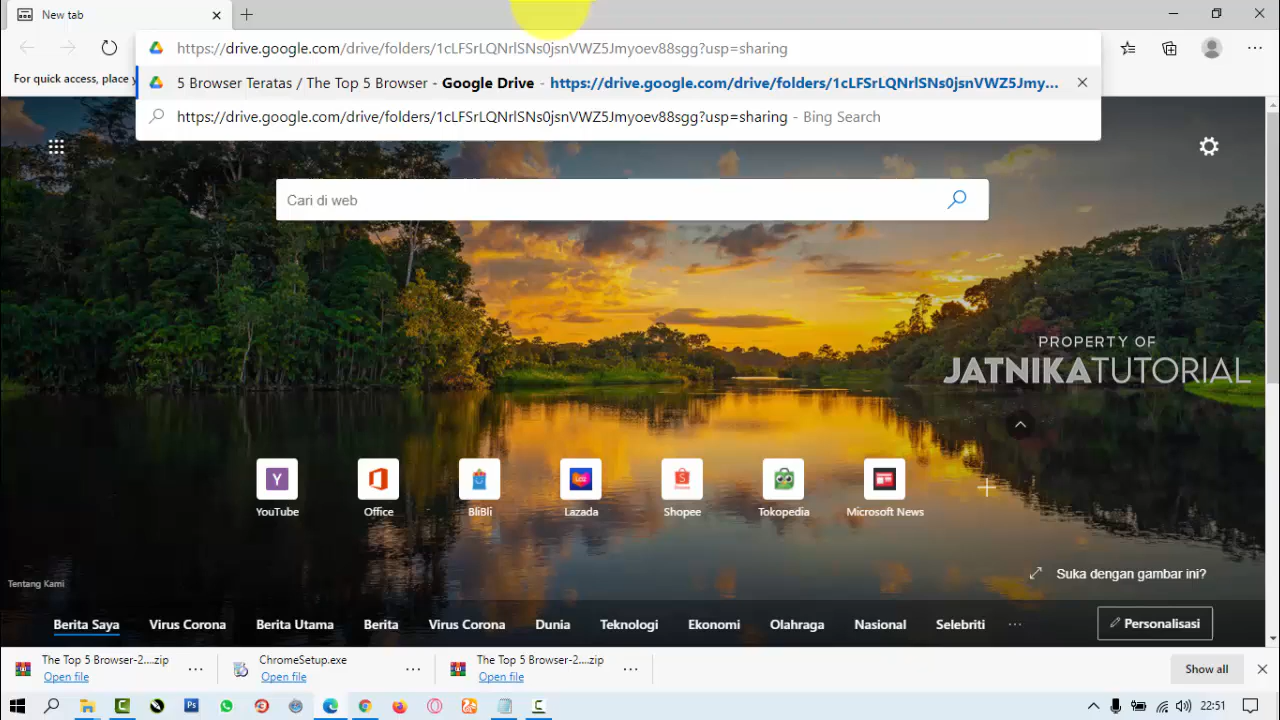 New tab
https://drive.google.com/drive/folders/1cLFSrLQNrlSNs0jsnVWZ5Jmyoev88sgg?usp=sharing
For quick access, place y
5 Browser Teratas / The Top 5 Browser - Google Drive - https://drive.google.com/drive/folders/1cLFSrLQNrlSNs0jsnVWZ5Jmy...
https://drive.google.com/drive/folders/1cLFSrLQNrlSNs0jsnVWZ5Jmyoev88sgg?usp=sharing - Bing Search
Cari di web
PROPERTY OF
JATNIKATUTORIAL
YouTube Office BliBli Lazada Shopee Tokopedia Microsoft News
Tentang Kami
Suka dengan gambar ini?
Berita Saya Virus Corona Berita Utama Berita Virus Corona Dunia Teknologi Ekonomi Olahraga Nasional Selebriti ... Personalisasi
The Top 5 Browser-2....zip ... ChromeSetup.exe ... The Top 5 Browser-2....zip ... Show all
Open file Open file Open file
22:51